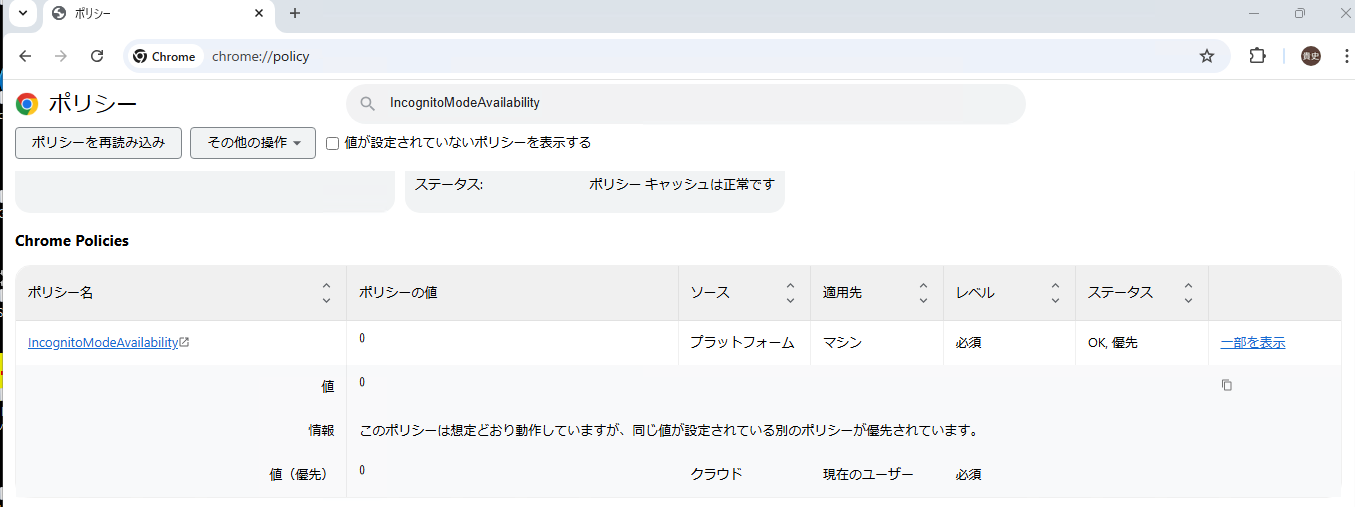 ポリシー
Chrome chrome://policy 貴史
ポリシー IncognitoModeAvailability
ポリシーを再読み込み その他の操作 値が設定されていないポリシーを表示する
ステータス: ポリシー キャッシュは正常です
Chrome Policies
ポリシー名 ポリシーの値 ソース 適用先 レベル ステータス
IncognitoModeAvailability 0 プラットフォーム マシン 必須 OK, 優先 一部を表示
値 0
情報 このポリシーは想定どおり動作していますが、同じ値が設定されている別のポリシーが優先されています。
値（優先） 0 クラウド 現在のユーザー 必須